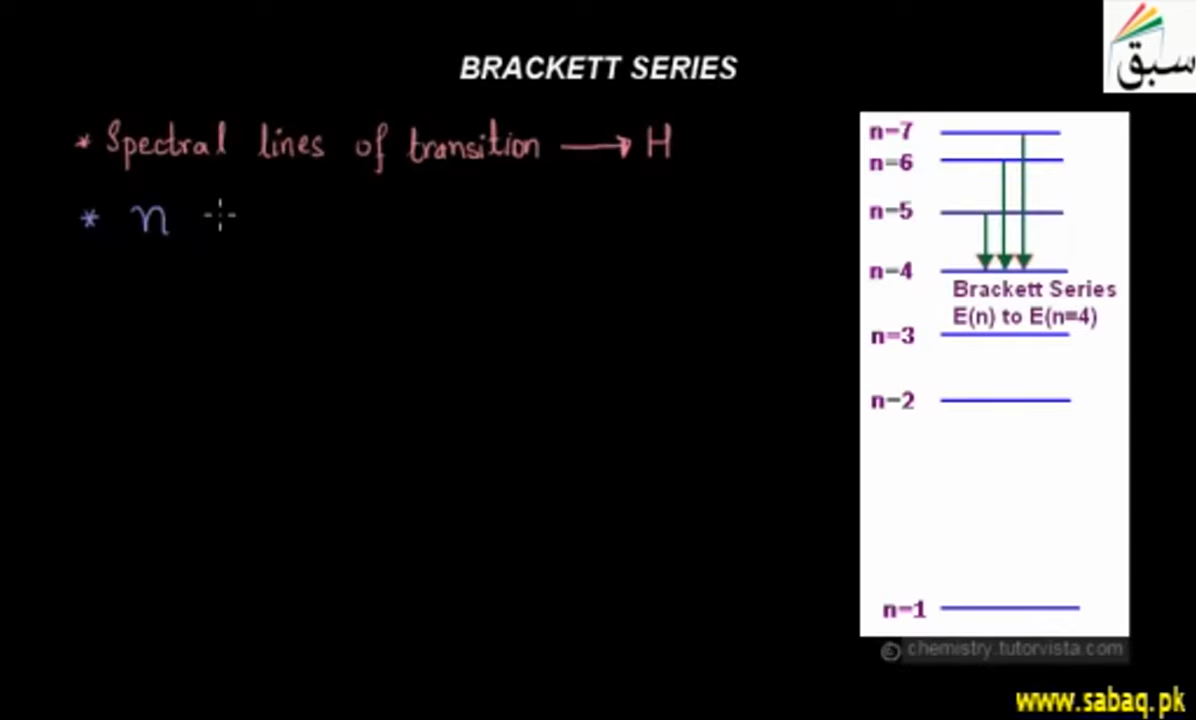 سبق
BRACKETT SERIES
* Spectral lines of transition → H
* n
n=7
n=6
n=5
n=4
Brackett Series
E(n) to E(n=4)
n=3
n=2
n=1
© chemistry.tutorvista.com
www.sabaq.pk